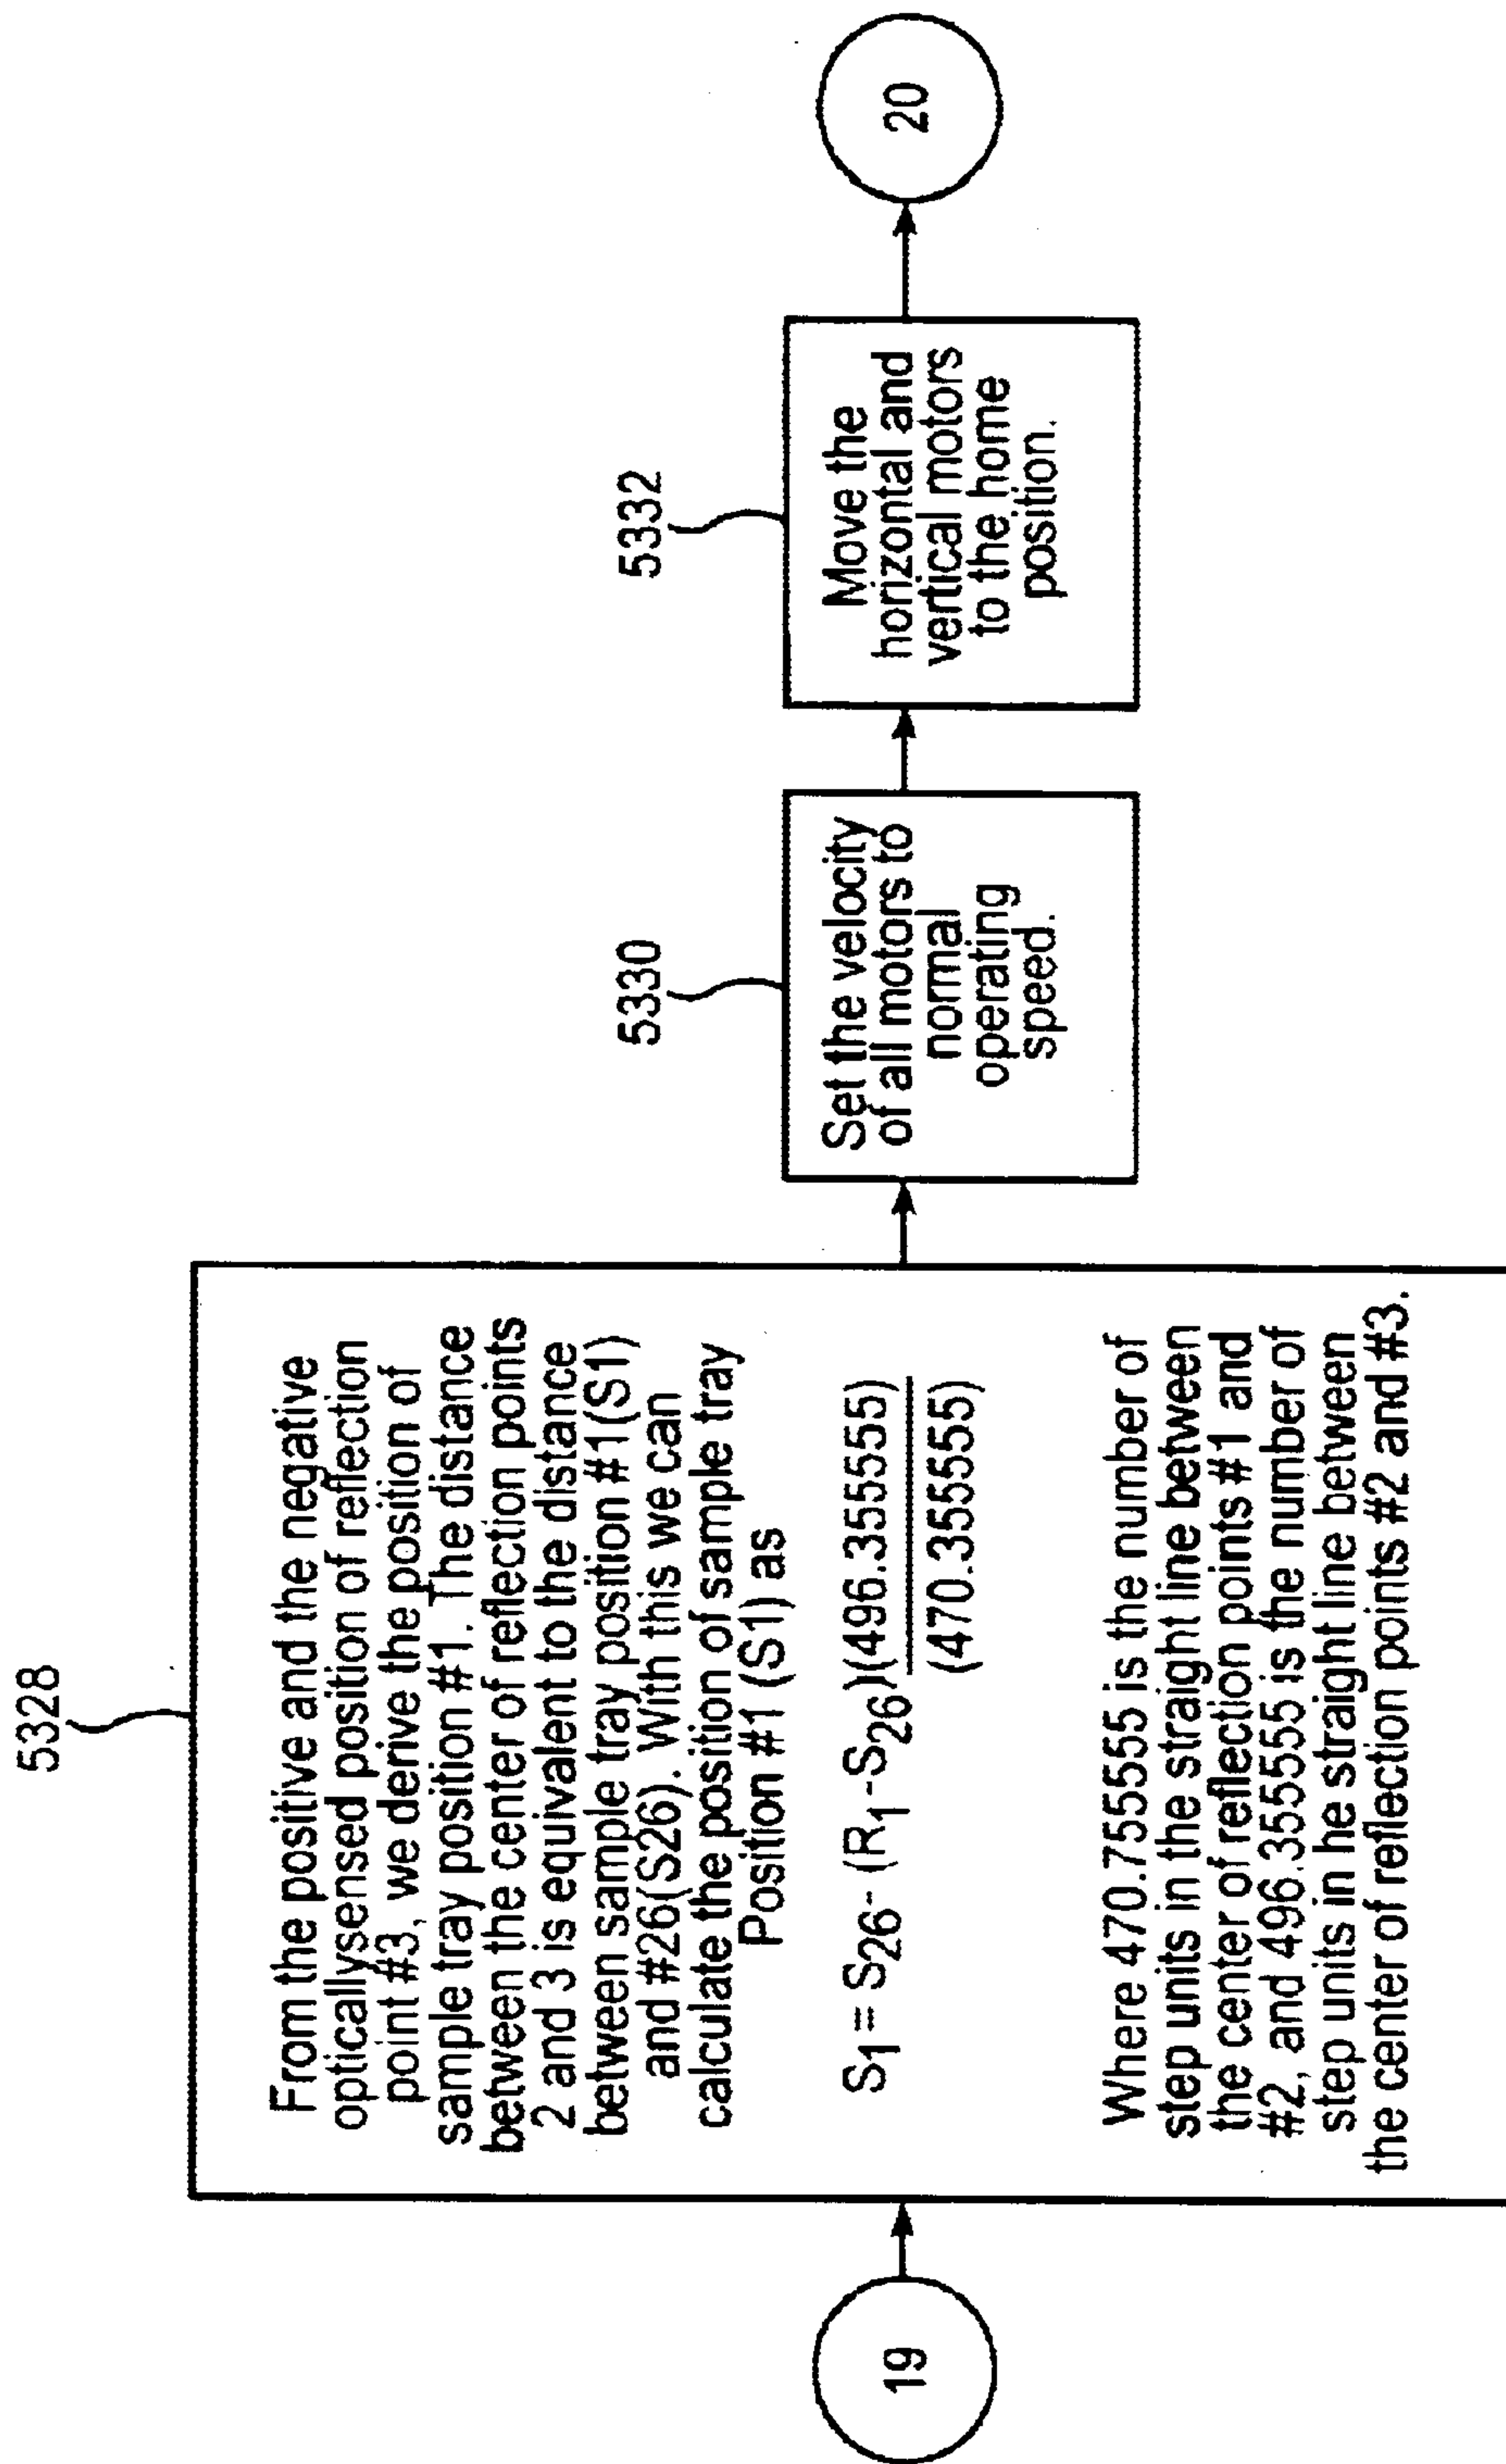 19
5328
From the positive and the negative
opticallysensed position of reflection
point #3, we derive the position of
sample tray position #1. The distance
between the center of reflection points
2 and 3 is equivalent to the distance
between sample tray position #1(S1)
and #26(S26). With this we can
calculate the position of sample tray
Position #1 (S1) as
S1 = S26- (R1-S26)(496.355555)
(470.355555)
Where 470.755555 is the number of
step units in the straight line between
the center of reflection points #1 and
#2, and 496.355555 is the number of
step units in he straight line between
the center of reflection points #2 and #3.
5330
Set the velocity
of all motors to
normal
operating
speed.
5332
Move the
horizontal and
vertical motors
to the home
position.
20